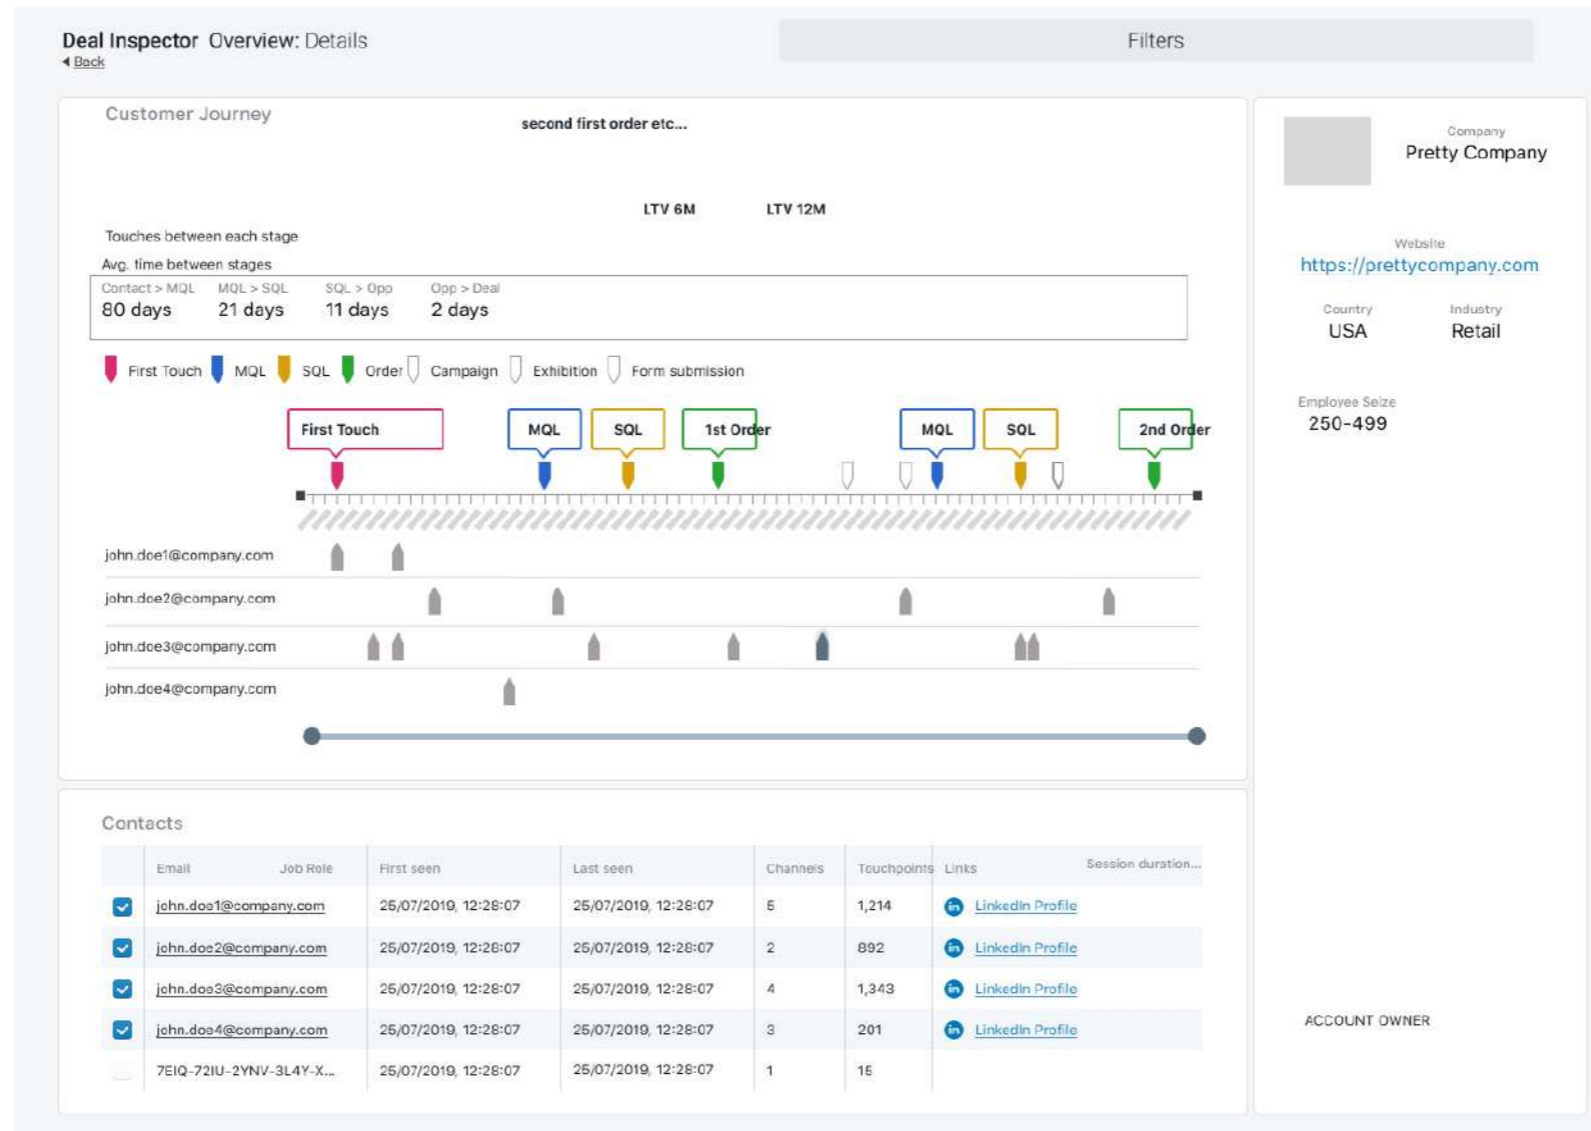 Deal Inspector Overview: Details
Back
Filters
Customer Journey
second first order etc...
LTV 6M LTV 12M
Touches between each stage
Avg. time between stages
Contact > MQL MQL > SQL SQL > Opp Opp > Deal
80 days 21 days 11 days 2 days
First Touch MQL SQL Order Campaign Exhibition Form submission
First Touch MQL SQL 1st Order MQL SQL 2nd Order
john.doe1@company.com
john.doe2@company.com
john.doe3@company.com
john.doe4@company.com
Company
Pretty Company
Website
https://prettycompany.com
Country Industry
USA Retail
Employee Seize
250-499
ACCOUNT OWNER
Contacts
Email Job Role First seen Last seen Channels Touchpoints Links Session duration...
john.doe1@company.com 25/07/2019, 12:28:07 25/07/2019, 12:28:07 5 1,214 in LinkedIn Profile
john.doe2@company.com 25/07/2019, 12:28:07 25/07/2019, 12:28:07 2 892 in LinkedIn Profile
john.doe3@company.com 25/07/2019, 12:28:07 25/07/2019, 12:28:07 4 1,343 in LinkedIn Profile
john.doe4@company.com 25/07/2019, 12:28:07 25/07/2019, 12:28:07 3 201 in LinkedIn Profile
7EIQ-72IU-2YNV-3L4Y-X... 25/07/2019, 12:28:07 25/07/2019, 12:28:07 1 15